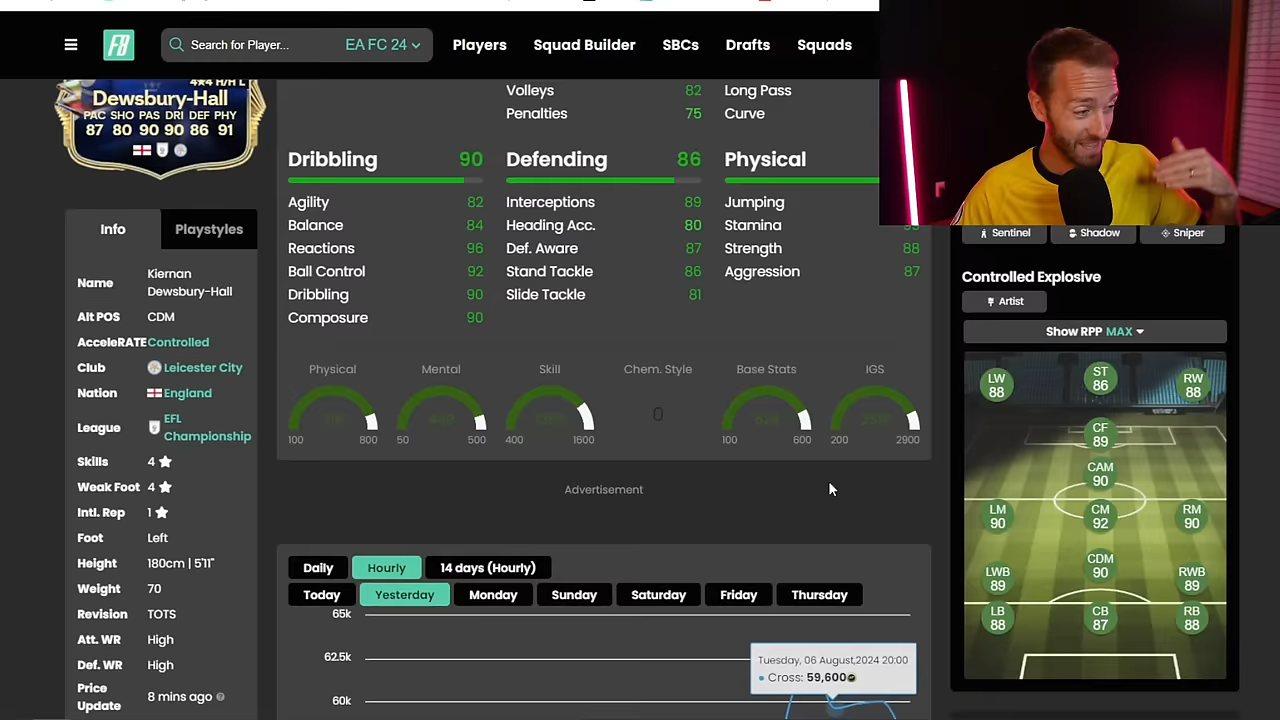 FB
Search for Player...
EA FC 24
Players
Squad Builder
SBCs
Drafts
Squads
4★4 H/H L
Dewsbury-Hall
PAC SHO PAS DRI DEF PHY
87 80 90 90 86 91
Info
Playstyles
Name Kiernan Dewsbury-Hall
Alt POS CDM
AcceleRATE Controlled
Club Leicester City
Nation England
League EFL Championship
Skills 4
Weak Foot 4
Intl. Rep 1
Foot Left
Height 180cm | 5'11"
Weight 70
Revision TOTS
Att. WR High
Def. WR High
Price Update 8 mins ago
Volleys 82
Penalties 75
Long Pass
Curve
Dribbling 90
Agility 82
Balance 84
Reactions 96
Ball Control 92
Dribbling 90
Composure 90
Defending 86
Interceptions 89
Heading Acc. 80
Def. Aware 87
Stand Tackle 86
Slide Tackle 81
Physical
Jumping
Stamina
Strength 88
Aggression 87
Physical
100 800
Mental
50 500
Skill
400 1600
Chem. Style
0
Base Stats
100 600
IGS
200 2900
Advertisement
Daily
Hourly
14 days (Hourly)
Today
Yesterday
Monday
Sunday
Saturday
Friday
Thursday
65k
62.5k
60k
Tuesday, 06 August,2024 20:00
Cross: 59,600
Sentinel
Shadow
Sniper
Controlled Explosive
Artist
Show RPP MAX
LW 88
ST 86
RW 88
CF 89
CAM 90
LM 90
CM 92
RM 90
CDM 90
LWB 89
RWB 89
LB 88
CB 87
RB 88